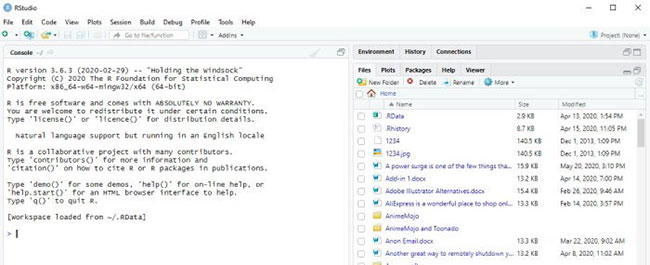 RStudio
File Edit Code View Plots Session Build Debug Profile Tools Help
Go to file/function Addins Project: (None)
Console ~/
R version 3.6.3 (2020-02-29) -- "Holding the Windsock"
Copyright (C) 2020 The R Foundation for Statistical Computing
Platform: x86_64-w64-mingw32/x64 (64-bit)
R is free software and comes with ABSOLUTELY NO WARRANTY.
You are welcome to redistribute it under certain conditions.
Type 'license()' or 'licence()' for distribution details.
Natural language support but running in an English locale
R is a collaborative project with many contributors.
Type 'contributors()' for more information and
'citation()' on how to cite R or R packages in publications.
Type 'demo()' for some demos, 'help()' for on-line help, or
'help.start()' for an HTML browser interface to help.
Type 'q()' to quit R.
[Workspace loaded from ~/.RData]
>
Environment History Connections
Files Plots Packages Help Viewer
New Folder Delete Rename More
Home
Name Size Modified
.RData 2.9 KB Apr 13, 2020, 1:54 PM
.Rhistory 8.7 KB Apr 15, 2020, 11:05 PM
1234 140.5 KB Dec 1, 2013, 1:09 PM
1234.jpg 140.5 KB Dec 1, 2013, 1:09 PM
A power surge is one of the few things tha... 15.9 KB May 20, 2020, 3:10 PM
Add-in 1.docx 13.2 KB Apr 14, 2020, 7:00 PM
Adobe Illustrator Alternatives.docx 15.4 KB Feb 26, 2020, 9:46 AM
AliExpress is a wonderful place to shop onl... 13.3 KB Feb 14, 2020, 3:57 PM
AnimeMojo
AnimeMojo and Toonado
Anon Email.docx 13.3 KB Mar 22, 2020, 9:02 AM
Another great way to remotely shutdown y... 13.2 KB Apr 8, 2020, 11:02 AM